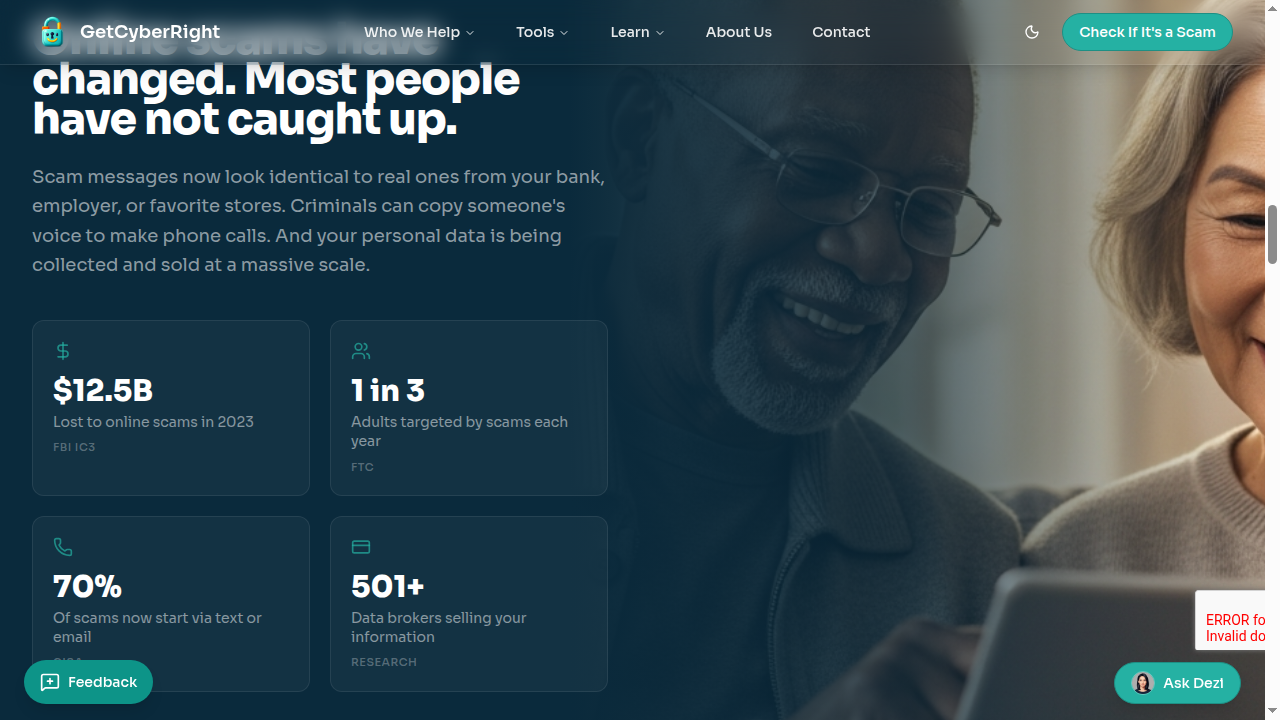 GetCyberRight
Who We Help
Tools
Learn
About Us
Contact
Check If It's a Scam
Online scams have
changed. Most people
have not caught up.
Scam messages now look identical to real ones from your bank,
employer, or favorite stores. Criminals can copy someone's
voice to make phone calls. And your personal data is being
collected and sold at a massive scale.
$12.5B
Lost to online scams in 2023
FBI IC3
1 in 3
Adults targeted by scams each
year
FTC
70%
Of scams now start via text or
email
501+
Data brokers selling your
information
RESEARCH
ERROR fo
Invalid do
Feedback
Ask Dezi